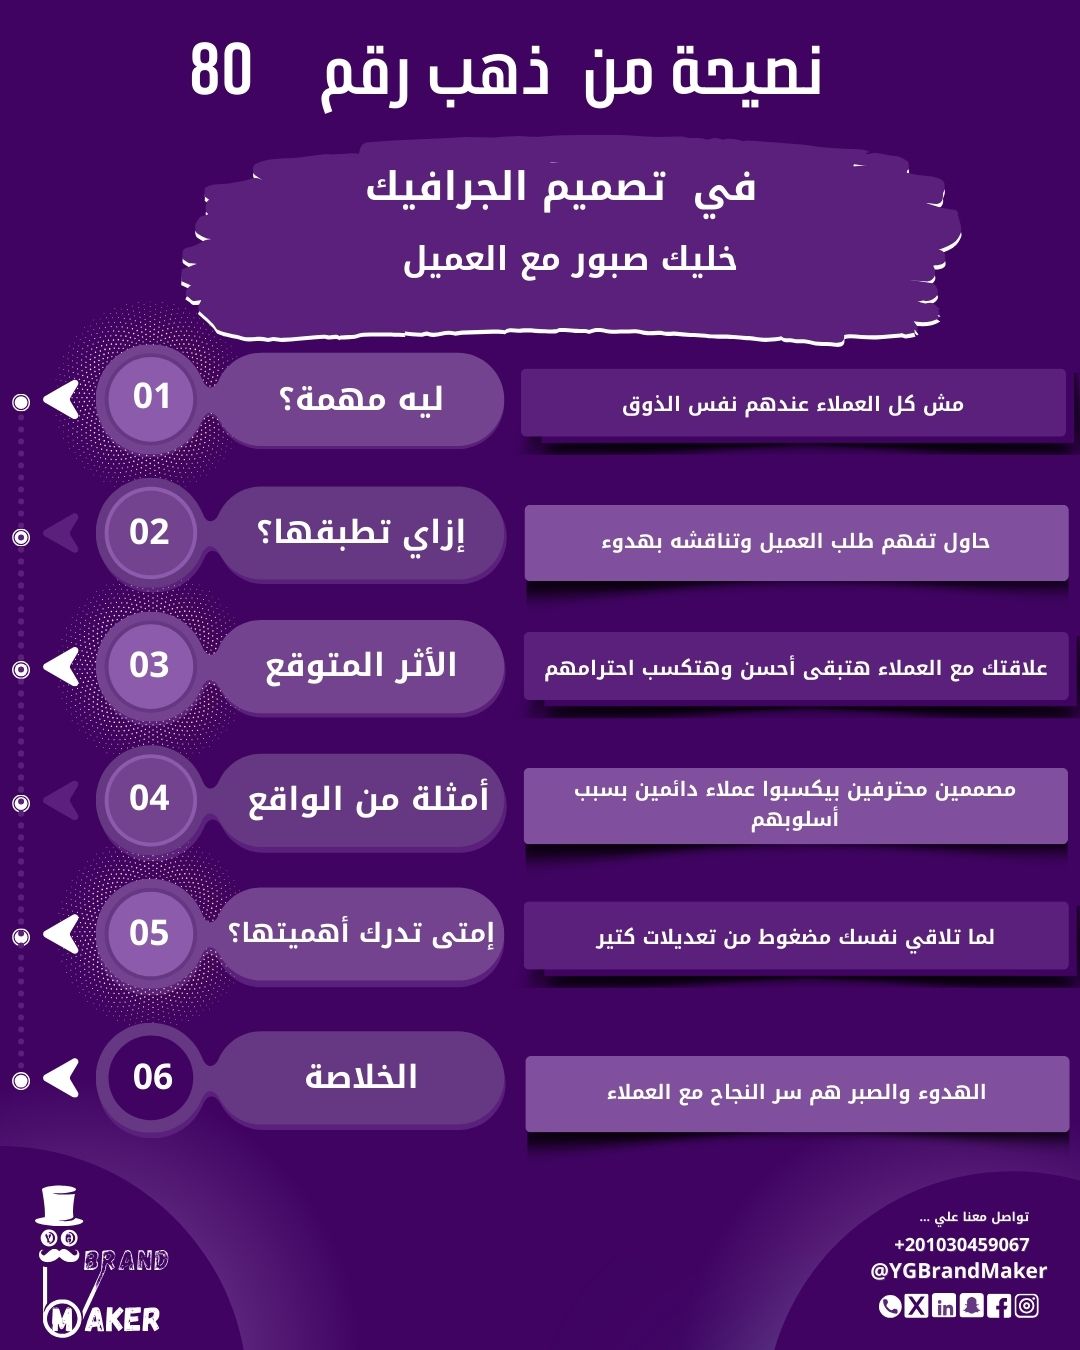 نصيحة من ذهب رقم 80
في تصميم الجرافيك
خليك صبور مع العميل
01
ليه مهمة؟
مش كل العملاء عندهم نفس الذوق
02
إزاي تطبقها؟
حاول تفهم طلب العميل وتناقشه بهدوء
03
الأثر المتوقع
علاقتك مع العملاء هتبقى أحسن وهتكسب احترامهم
04
أمثلة من الواقع
مصممين محترفين بيكسبوا عملاء دائمين بسبب
أسلوبهم
05
إمتى تدرك أهميتها؟
لما تلاقي نفسك مضغوط من تعديلات كتير
06
الخلاصة
الهدوء والصبر هم سر النجاح مع العملاء
YG
BRAND
MAKER
تواصل معنا علي ...
+201030459067
@YGBrandMaker